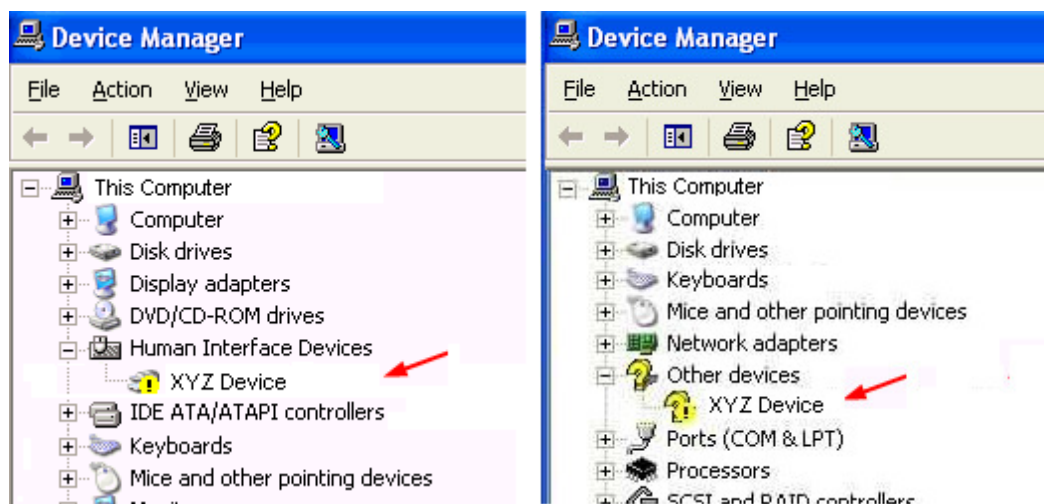 Device Manager
File Action View Help
This Computer
Computer
Disk drives
Display adapters
DVD/CD-ROM drives
Human Interface Devices
XYZ Device
IDE ATA/ATAPI controllers
Keyboards
Mice and other pointing devices
Device Manager
File Action View Help
This Computer
Computer
Disk drives
Keyboards
Mice and other pointing devices
Network adapters
Other devices
XYZ Device
Ports (COM & LPT)
Processors
SCSI and RAID controllers